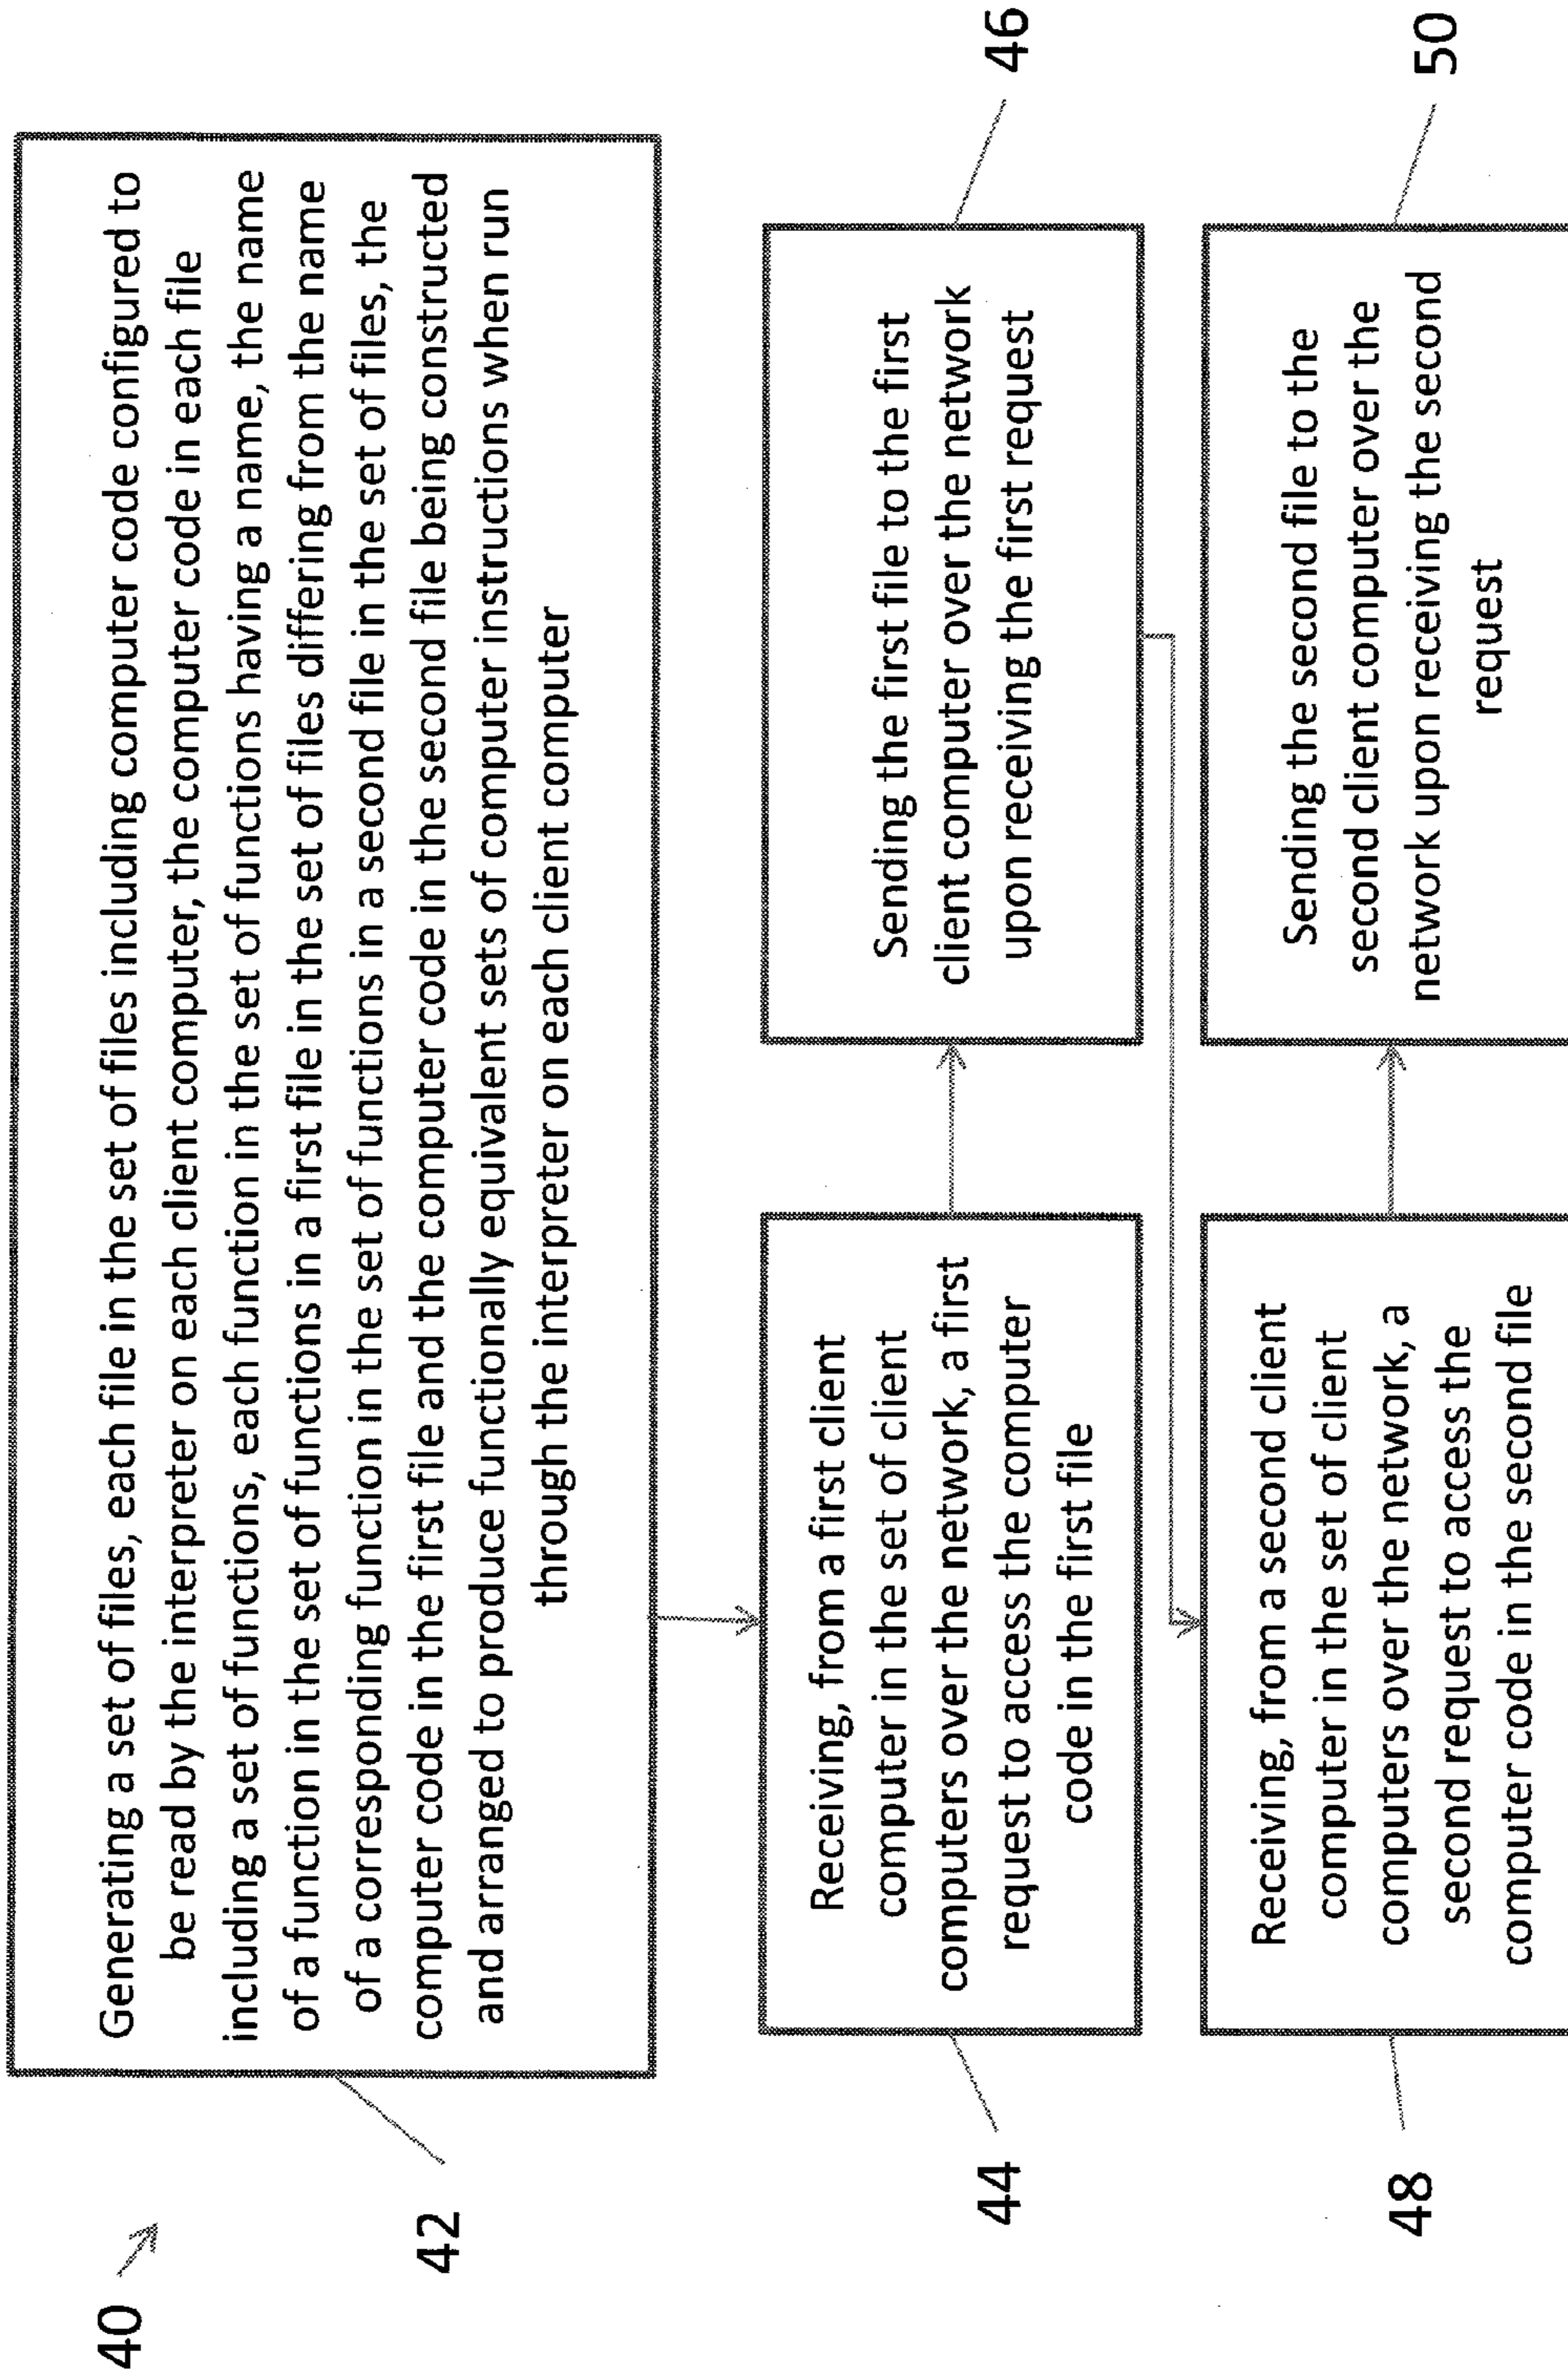 40
42
Generating a set of files, each file in the set of files including computer code configured to
be read by the interpreter on each client computer, the computer code in each file
including a set of functions, each function in the set of functions having a name, the name
of a function in the set of functions in a first file in the set of files differing from the name
of a corresponding function in the set of functions in a second file in the set of files, the
computer code in the first file and the computer code in the second file being constructed
and arranged to produce functionally equivalent sets of computer instructions when run
through the interpreter on each client computer
44
Receiving, from a first client
computer in the set of client
computers over the network, a first
request to access the computer
code in the first file
Sending the first file to the first
client computer over the network
upon receiving the first request
46
48
Receiving, from a second client
computer in the set of client
computers over the network, a
second request to access the
computer code in the second file
Sending the second file to the
second client computer over the
network upon receiving the second
request
50